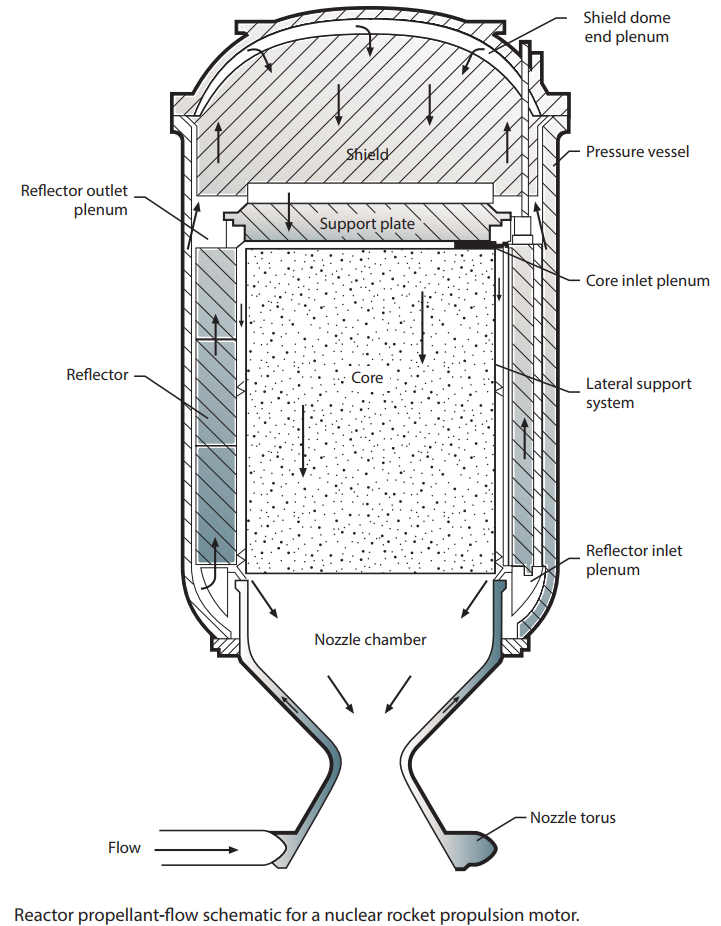 Shield dome
end plenum
Pressure vessel
Shield
Reflector outlet
plenum
Support plate
Core inlet plenum
Reflector
Core
Lateral support
system
Reflector inlet
plenum
Nozzle chamber
Nozzle torus
Flow
Reactor propellant-flow schematic for a nuclear rocket propulsion motor.